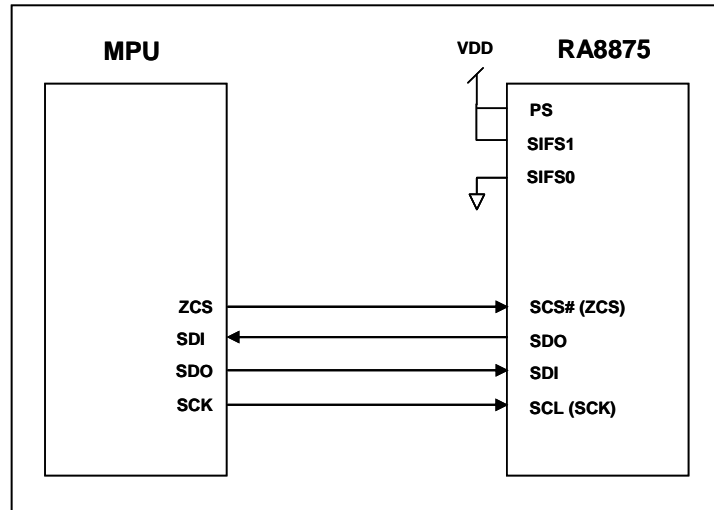 MPU
VDD
RA8875
PS
SIFS1
SIFS0
ZCS
SCS# (ZCS)
SDI
SDO
SDO
SDI
SCK
SCL (SCK)